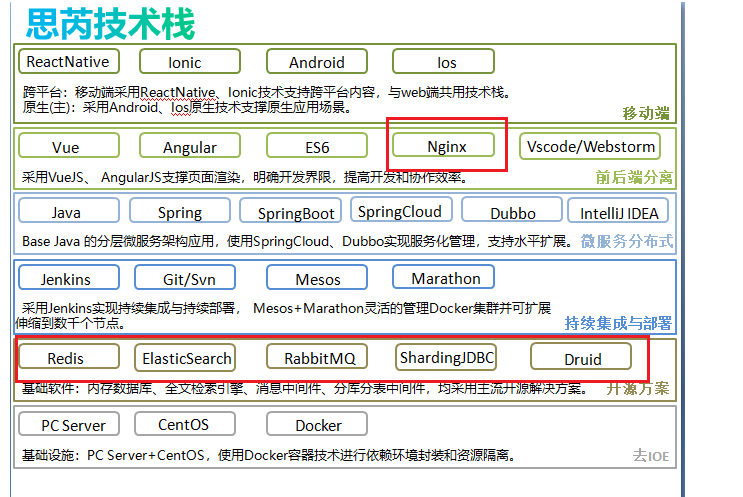 思芮技术栈
ReactNative Ionic Android Ios
跨平台：移动端采用ReactNative、Ionic技术支持跨平台内容，与web端共用技术栈。
原生(主)：采用Android、Ios原生技术支撑原生应用场景。
移动端
Vue Angular ES6 Nginx Vscode/Webstorm
采用VueJS、 AngularJS支撑页面渲染，明确开发界限，提高开发和协作效率。
前后端分离
Java Spring SpringBoot SpringCloud Dubbo IntelliJ IDEA
Base Java 的分层微服务架构应用，使用SpringCloud、Dubbo实现服务化管理，支持水平扩展。
微服务分布式
Jenkins Git/Svn Mesos Marathon
采用Jenkins实现持续集成与持续部署， Mesos+Marathon灵活的管理Docker集群并可扩展
伸缩到数千个节点。
持续集成与部署
Redis ElasticSearch RabbitMQ ShardingJDBC Druid
基础软件：内存数据库、全文检索引擎、消息中间件、分库分表中间件，均采用主流开源解决方案。
开源方案
PC Server CentOS Docker
基础设施：PC Server+CentOS，使用Docker容器技术进行依赖环境封装和资源隔离。
去IOE